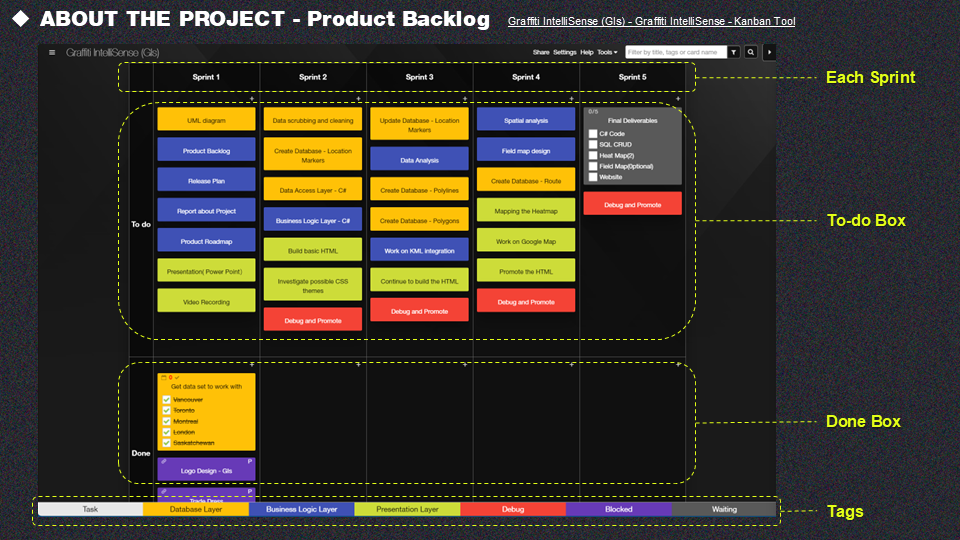 ◆ ABOUT THE PROJECT - Product Backlog
Graffiti IntelliSense (GIs) - Graffiti IntelliSense - Kanban Tool
Graffiti IntelliSense (GIs)
Share Settings Help Tools
Filter by title, tags or card name
Sprint 1 Sprint 2 Sprint 3 Sprint 4 Sprint 5
Each Sprint
To do
UML diagram
Product Backlog
Release Plan
Report about Project
Product Roadmap
Presentation( Power Point)
Video Recording
Data scrubbing and cleaning
Create Database - Location
Markers
Data Access Layer - C#
Business Logic Layer - C#
Build basic HTML
Investigate possible CSS
themes
Debug and Promote
Update Database - Location
Markers
Data Analysis
Create Database - Polylines
Create Database - Polygons
Work on KML integration
Continue to build the HTML
Debug and Promote
Spatial analysis
Field map design
Create Database - Route
Mapping the Heatmap
Work on Google Map
Promote the HTML
Debug and Promote
0/5
Final Deliverables
C# Code
SQL CRUD
Heat Map(2)
Field Map(Optional)
Website
Debug and Promote
To-do Box
Done
Get data set to work with
Vancouver
Toronto
Montreal
London
Saskatchewan
P
Logo Design - GIs
P
Trade Dress
Done Box
Task Database Layer Business Logic Layer Presentation Layer Debug Blocked Waiting
Tags